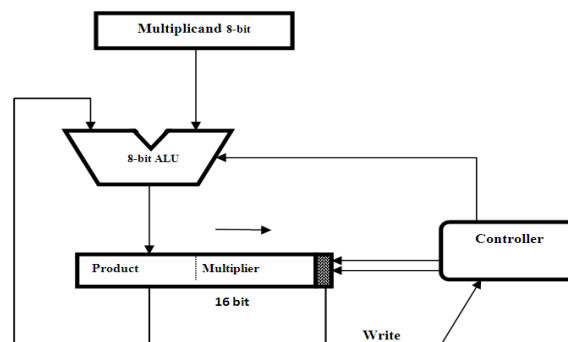 Multiplicand 8-bit
8-bit ALU
Controller
Product Multiplier
16 bit
Write